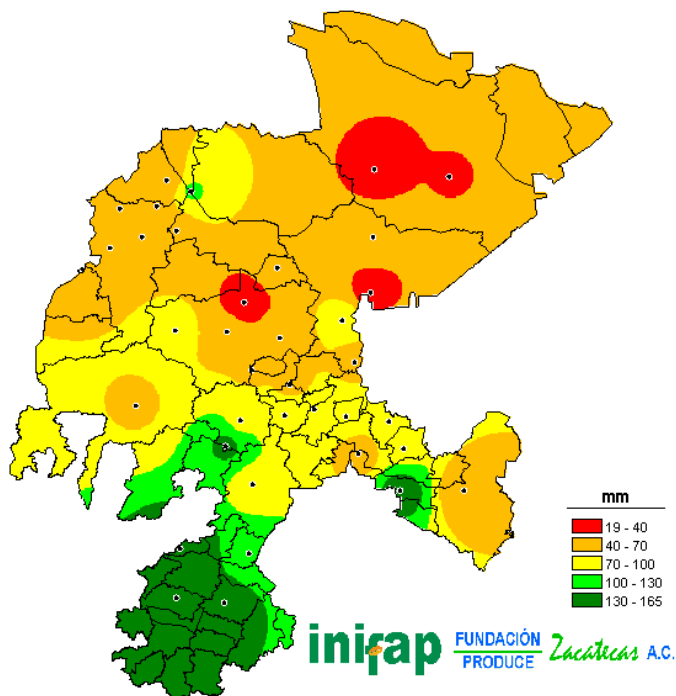 mm
19 - 40
40 - 70
70 - 100
100 - 130
130 - 165
inifap
FUNDACIÓN
PRODUCE
Zacatecas A.C.